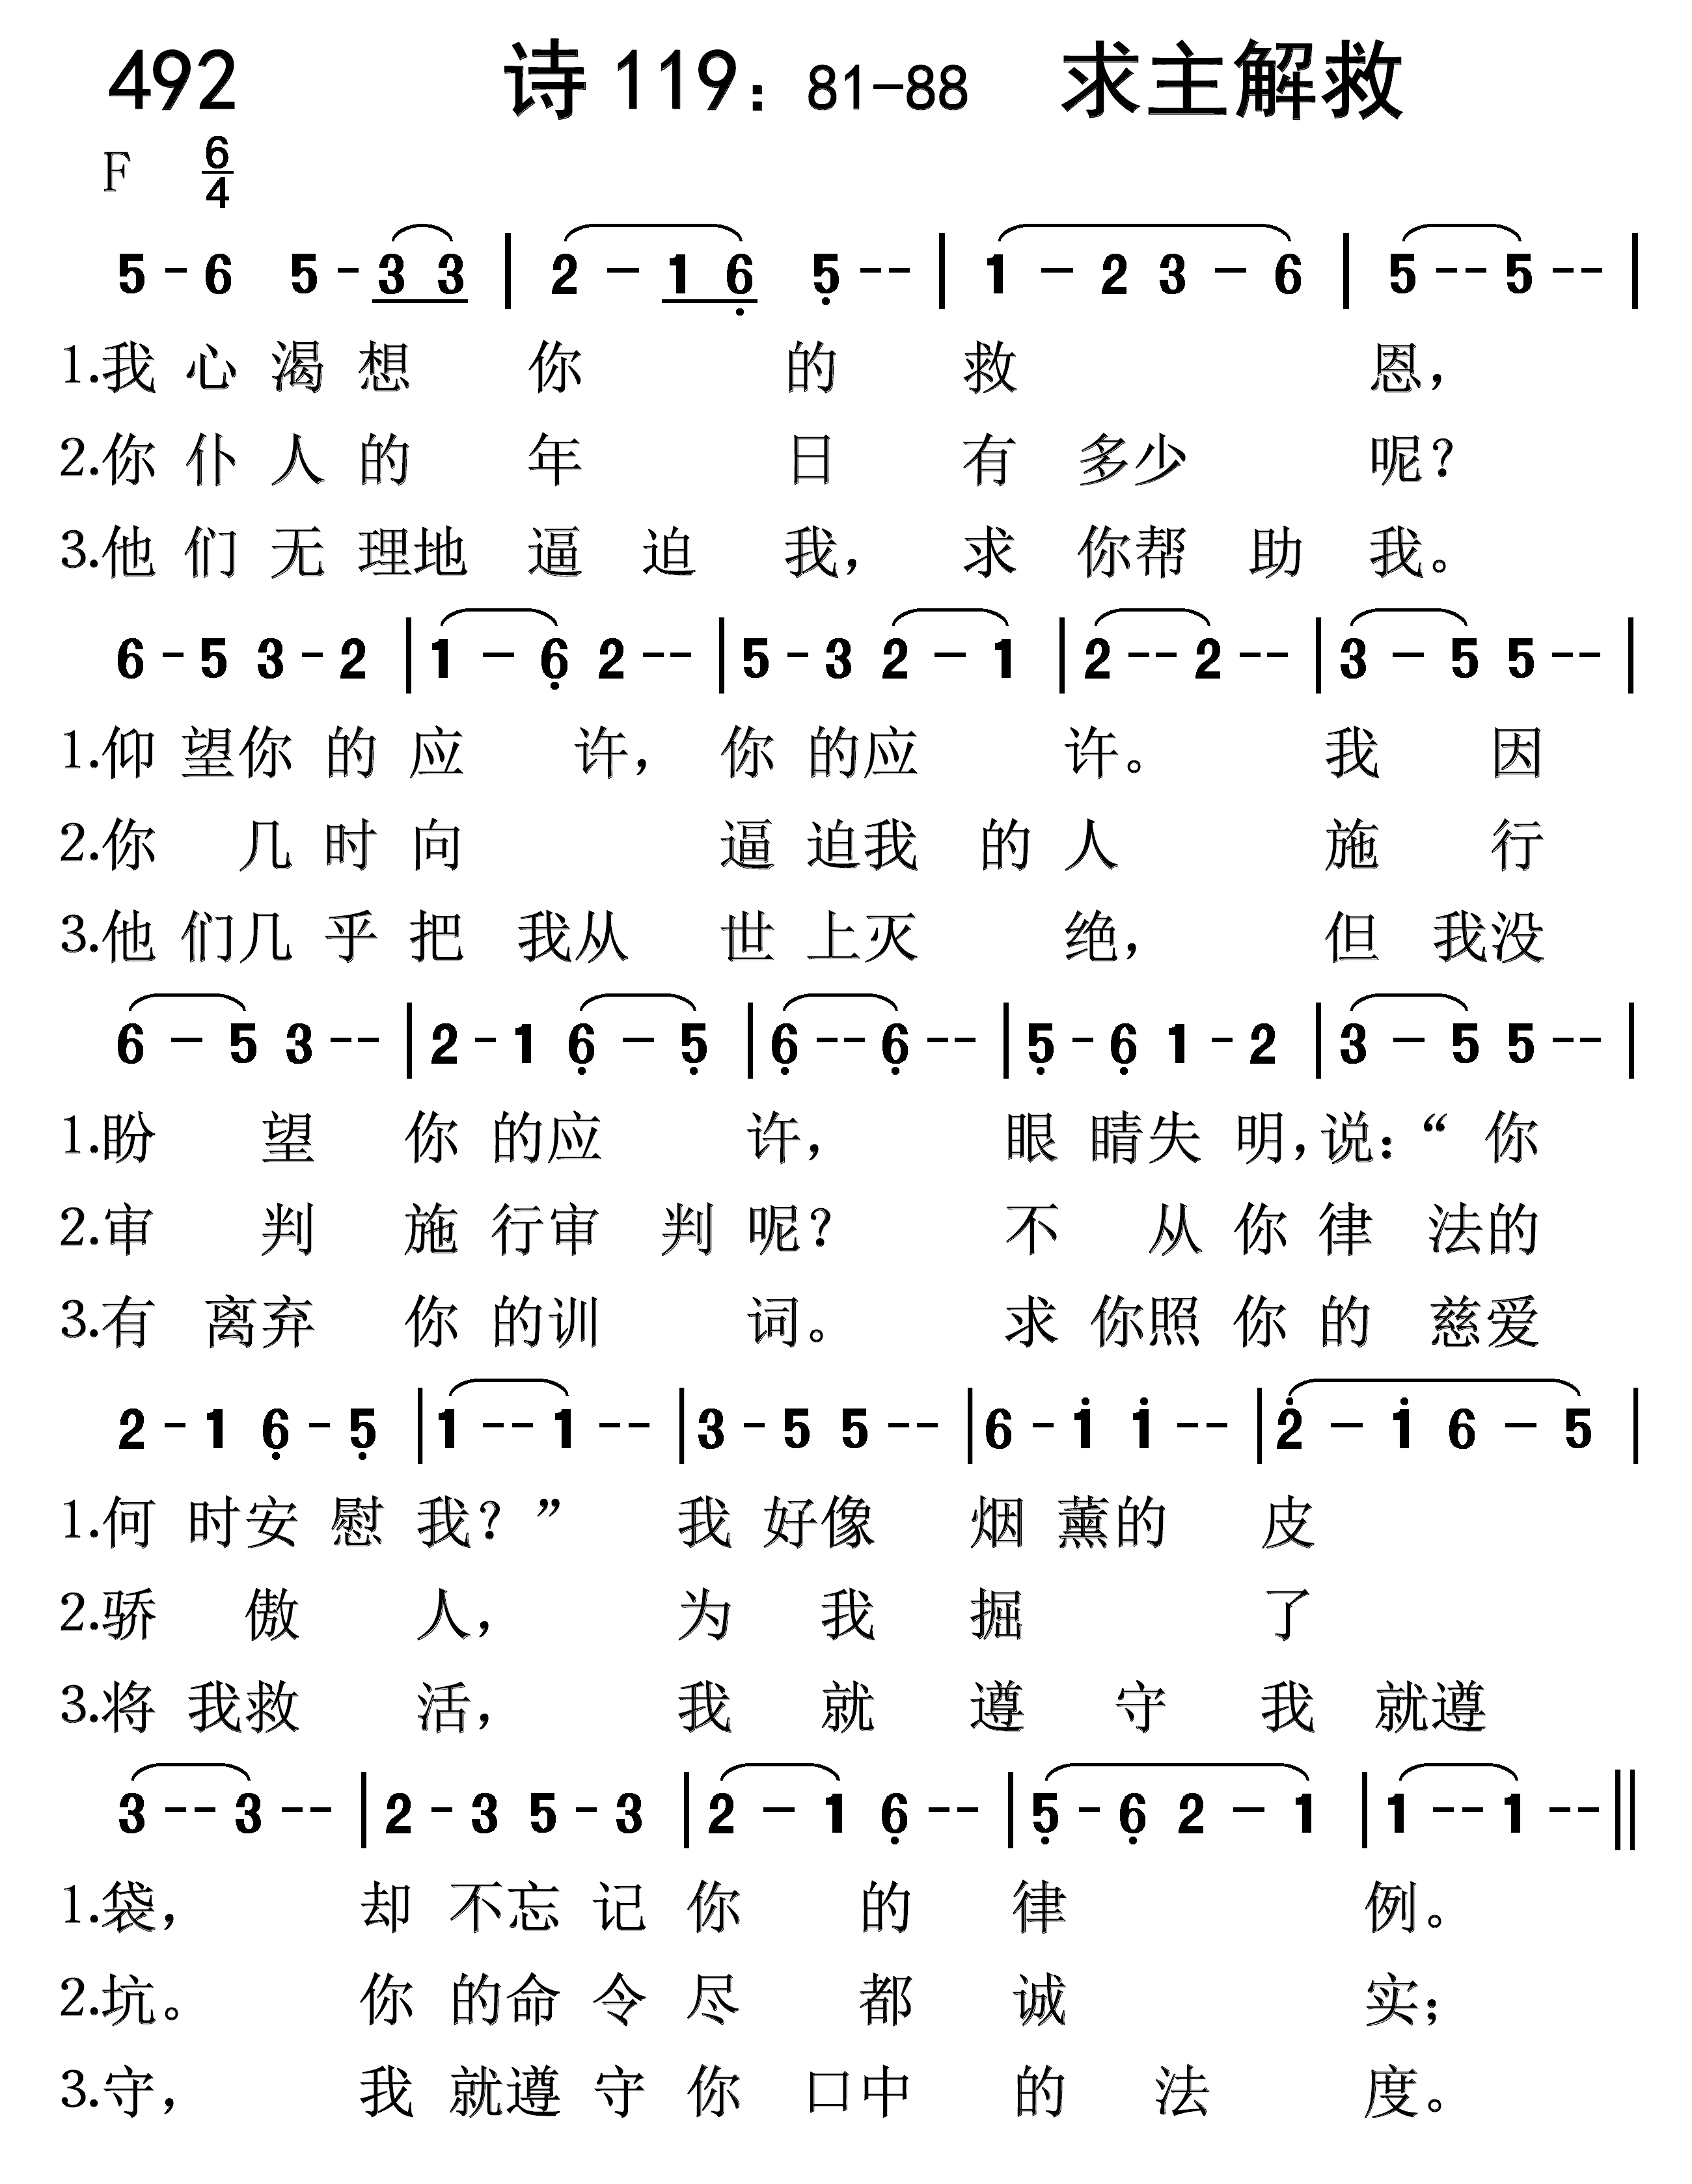 492 诗119：81-88 求主解救
F 6/4
5 - 6 5 - 3 3 | 2 - 1 6̣ 5̣ - - | 1 - 2 3 - 6 | 5 - - 5 - - |
1.我心渴想你的救恩，
2.你仆人的年日有多少呢？
3.他们无理地逼迫我，求你帮助我。
6 - 5 3 - 2 | 1 - 6̣ 2 - - | 5 - 3 2 - 1 | 2 - - 2 - - | 3 - 5 5 - - |
1.仰望你的应许，你的应许。我因
2.你几时向逼迫我的人施行
3.他们几乎把我从世上灭绝，但我没
6 - 5 3 - - | 2 - 1 6̣ - 5̣ | 6̣ - - 6̣ - - | 5̣ - 6̣ 1 - 2 | 3 - 5 5 - - |
1.盼望你的应许，眼睛失明，说：“你
2.审判施行审判呢？不从你律法的
3.有离弃你的训词。求你照你的慈爱
2 - 1 6̣ - 5̣ | 1 - - 1 - - | 3 - 5 5 - - | 6 - 1̇ 1̇ - - | 2̇ - 1̇ 6 - 5 |
1.何时安慰我？”我好像烟薰的皮
2.骄傲人，为我掘了
3.将我救活，我就遵守我就遵
3 - - 3 - - | 2 - 3 5 - 3 | 2 - 1 6̣ - - | 5̣ - 6̣ 2 - 1 | 1 - - 1 - - ‖
1.袋，却不忘记你的律例。
2.坑。你的命令尽都诚实；
3.守，我就遵守你口中的法度。